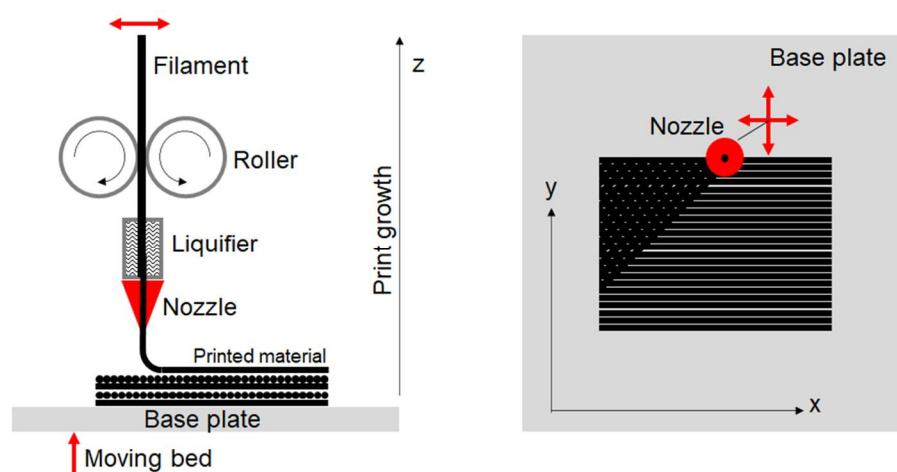 Filament
z
Roller
Liquifier
Print growth
Nozzle
Printed material
Base plate
Moving bed
Base plate
Nozzle
y
x